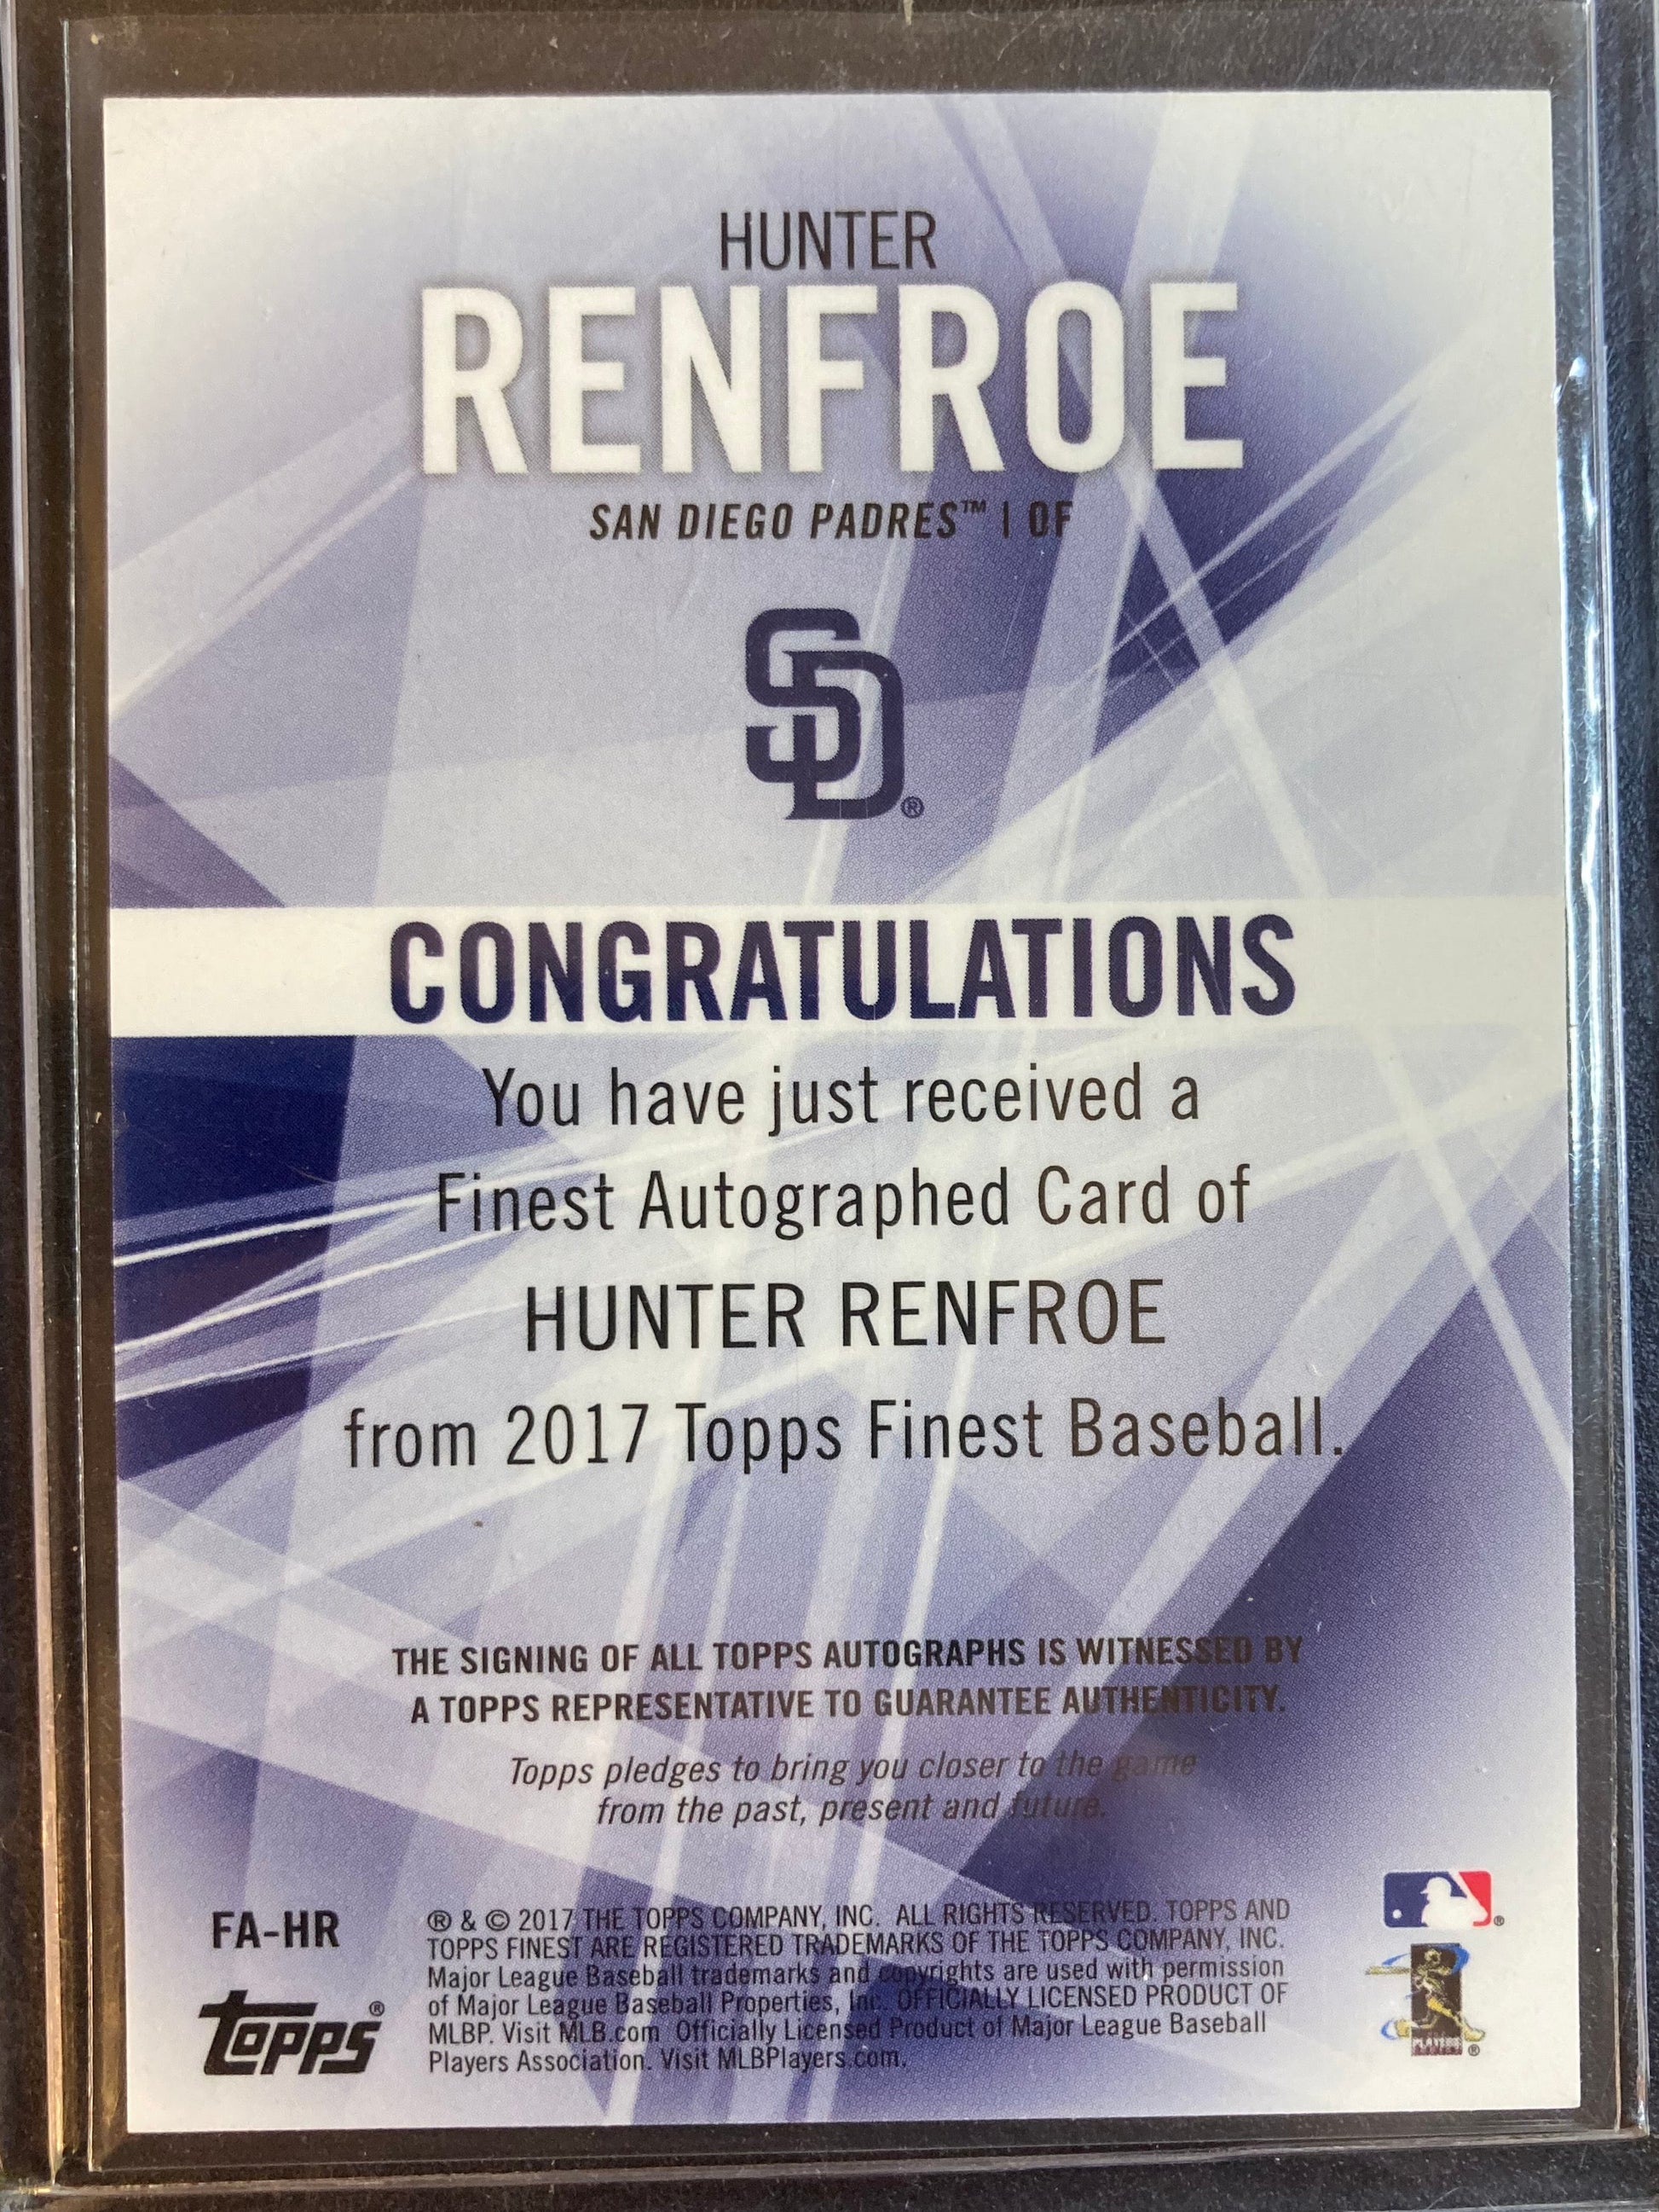 HUNTER
RENFROE
SAN DIEGO PADRES™ | OF
SD®
CONGRATULATIONS
You have just received a
Finest Autographed Card of
HUNTER RENFROE
from 2017 Topps Finest Baseball.
THE SIGNING OF ALL TOPPS AUTOGRAPHS IS WITNESSED BY
A TOPPS REPRESENTATIVE TO GUARANTEE AUTHENTICITY.
Topps pledges to bring you closer to the game
from the past, present and future.
FA-HR
Topps®
® & © 2017 THE TOPPS COMPANY, INC. ALL RIGHTS RESERVED. TOPPS AND
TOPPS FINEST ARE REGISTERED TRADEMARKS OF THE TOPPS COMPANY, INC.
Major League Baseball trademarks and copyrights are used with permission
of Major League Baseball Properties, Inc. OFFICIALLY LICENSED PRODUCT OF
MLBP. Visit MLB.com Officially Licensed Product of Major League Baseball
Players Association. Visit MLBPlayers.com.
®
PLAYERS
®